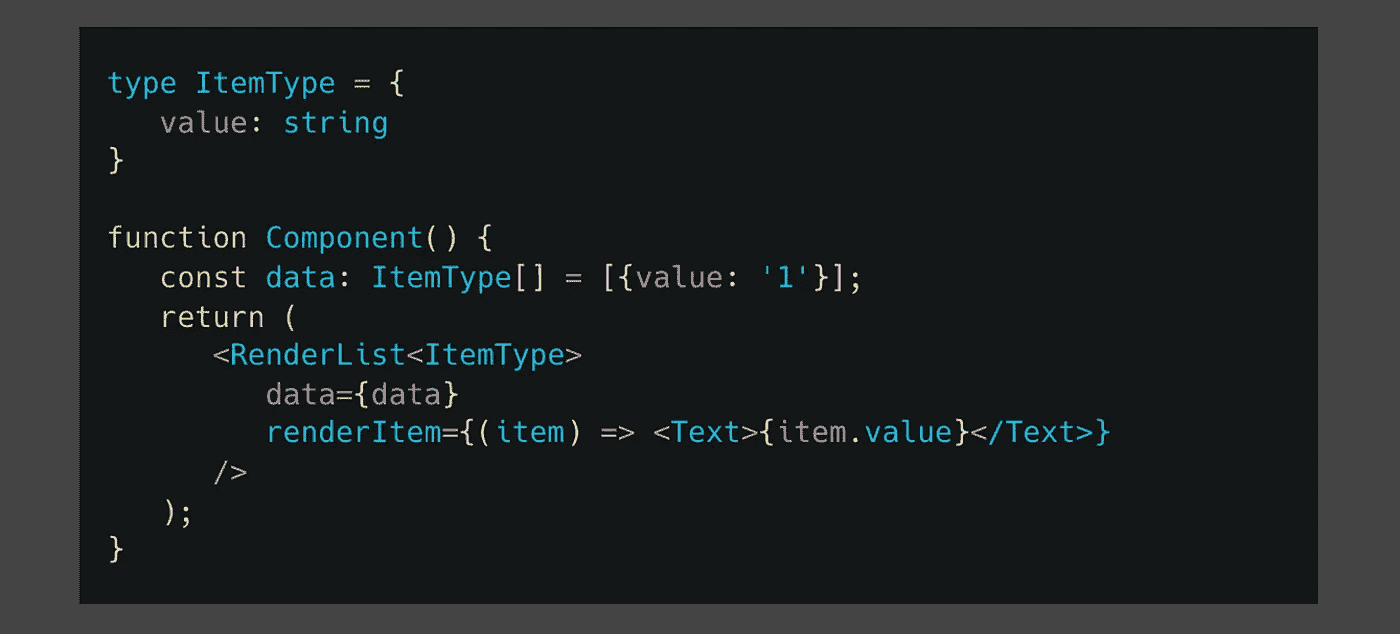 type ItemType = {
   value: string
}

function Component() {
   const data: ItemType[] = [{value: '1'}];
   return (
      <RenderList<ItemType>
         data={data}
         renderItem={(item) => <Text>{item.value}</Text>}
      />
   );
}